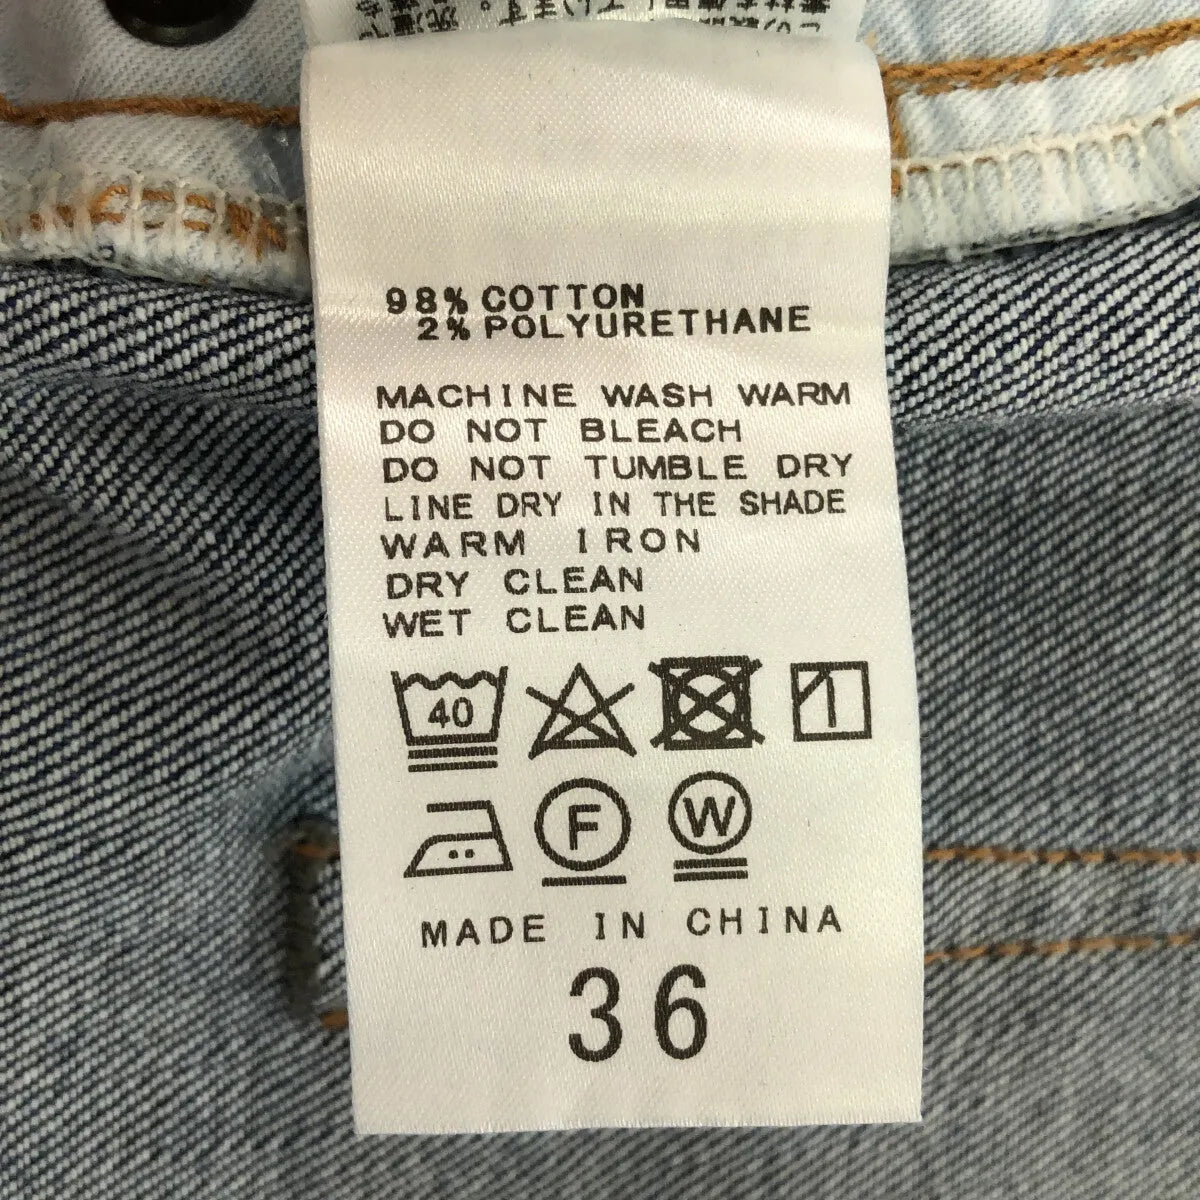 98% COTTON
2% POLYURETHANE
MACHINE WASH WARM
DO NOT BLEACH
DO NOT TUMBLE DRY
LINE DRY IN THE SHADE
WARM IRON
DRY CLEAN
WET CLEAN
40
F W
MADE IN CHINA
36